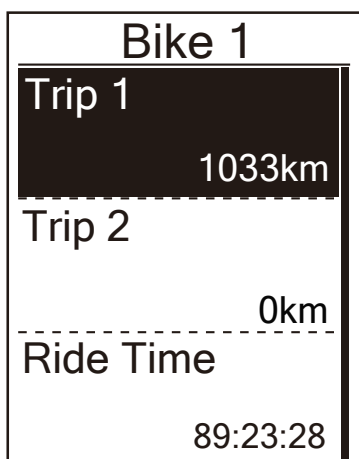 Bike 1
Trip 1
1033km
Trip 2
0km
Ride Time
89:23:28